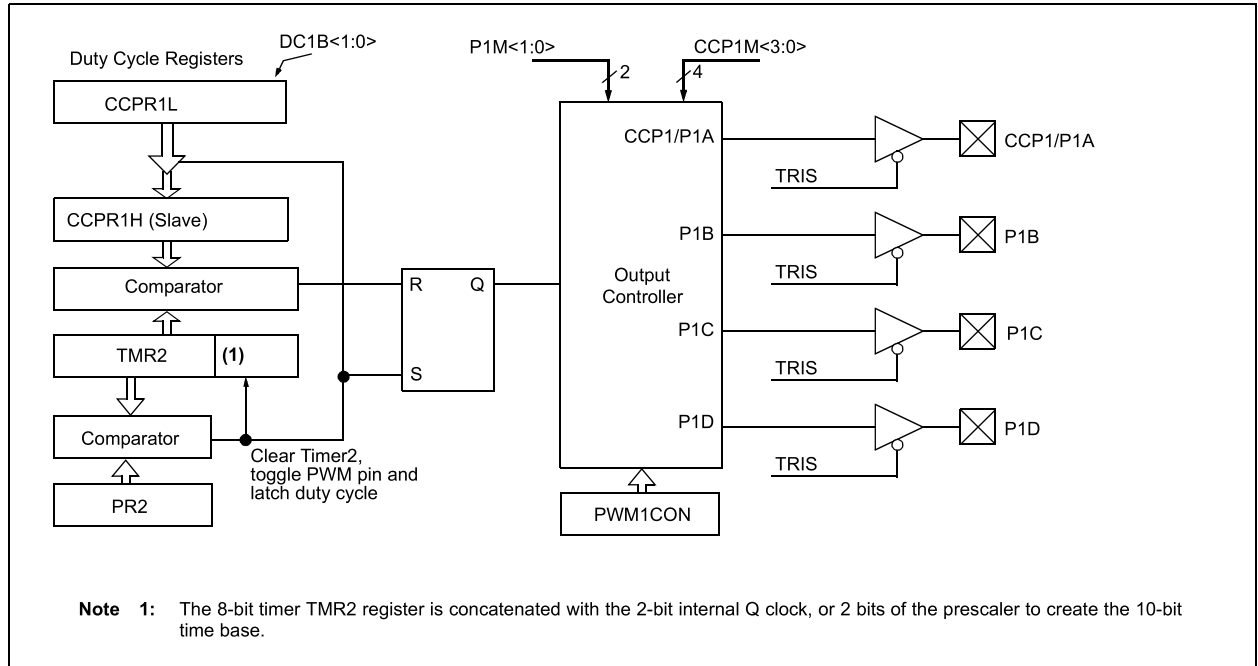 DC1B<1:0>
Duty Cycle Registers
CCPR1L
CCPR1H (Slave)
Comparator
TMR2
(1)
Comparator
PR2
Clear Timer2,
toggle PWM pin and
latch duty cycle
R
Q
S
P1M<1:0>
2
CCP1M<3:0>
4
Output
Controller
CCP1/P1A
P1B
P1C
P1D
PWM1CON
TRIS
CCP1/P1A
TRIS
P1B
TRIS
P1C
TRIS
P1D
Note 1: The 8-bit timer TMR2 register is concatenated with the 2-bit internal Q clock, or 2 bits of the prescaler to create the 10-bit
time base.